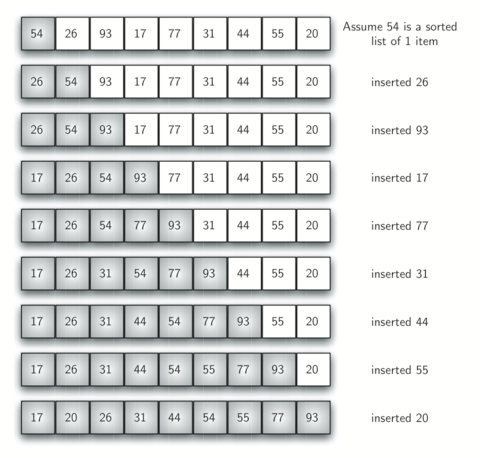 54 26 93 17 77 31 44 55 20 Assume 54 is a sorted
list of 1 item
26 54 93 17 77 31 44 55 20 inserted 26
26 54 93 17 77 31 44 55 20 inserted 93
17 26 54 93 77 31 44 55 20 inserted 17
17 26 54 77 93 31 44 55 20 inserted 77
17 26 31 54 77 93 44 55 20 inserted 31
17 26 31 44 54 77 93 55 20 inserted 44
17 26 31 44 54 55 77 93 20 inserted 55
17 20 26 31 44 54 55 77 93 inserted 20